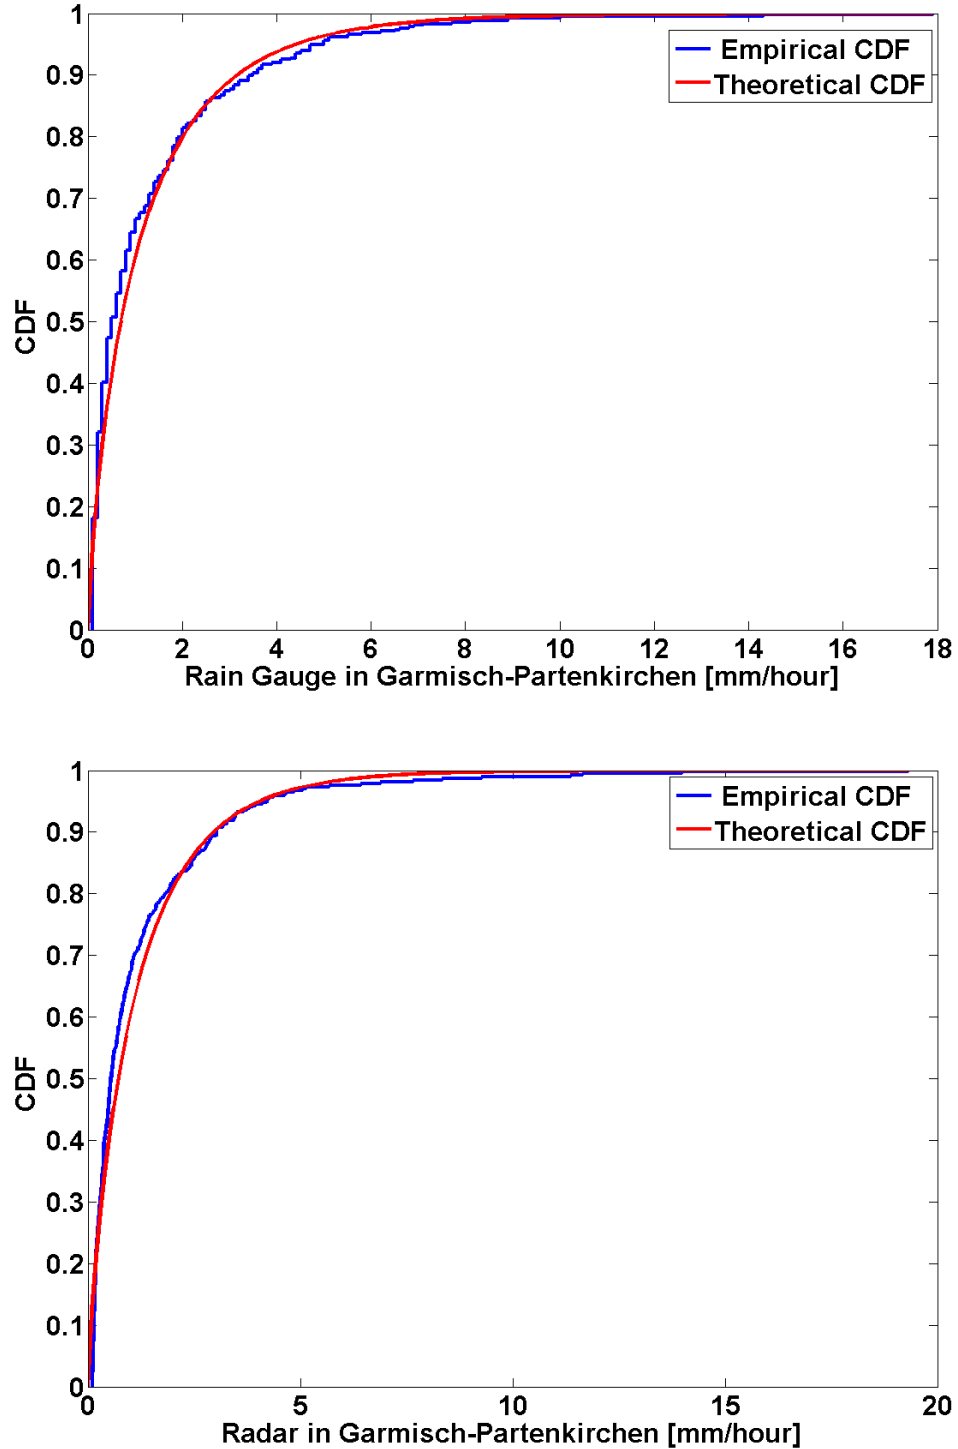 1
0.9
0.8
0.7
0.6
0.5
0.4
0.3
0.2
0.1
0
CDF
Empirical CDF
Theoretical CDF
0 2 4 6 8 10 12 14 16 18
Rain Gauge in Garmisch-Partenkirchen [mm/hour]
1
0.9
0.8
0.7
0.6
0.5
0.4
0.3
0.2
0.1
0
CDF
Empirical CDF
Theoretical CDF
0 5 10 15 20
Radar in Garmisch-Partenkirchen [mm/hour]